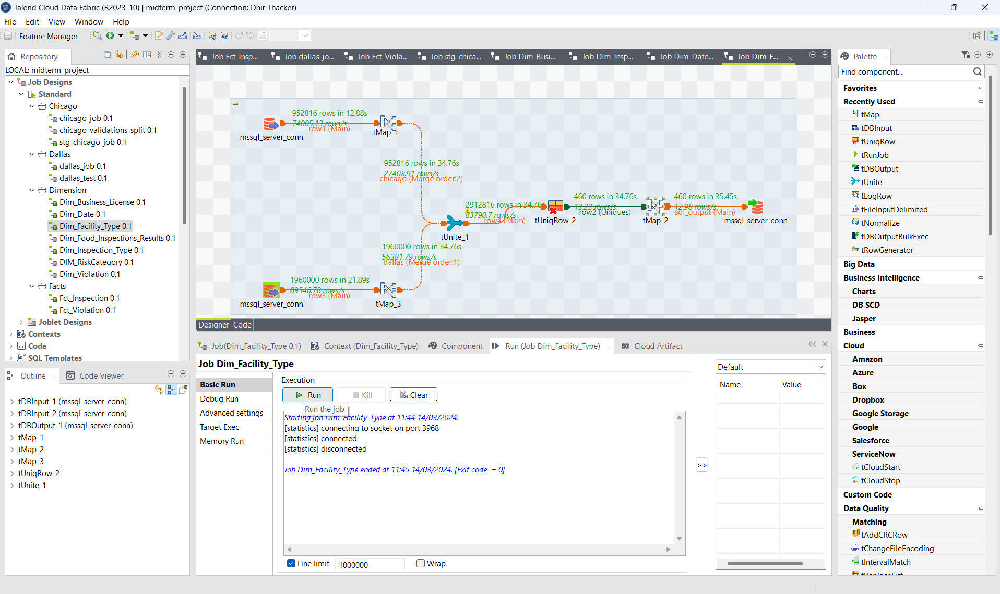 Talend Cloud Data Fabric (R2023-10) | midterm_project (Connection: Dhir Thacker)
File Edit View Window Help
Feature Manager
Repository
LOCAL: midterm_project
Job Designs
Standard
Chicago
chicago_job 0.1
chicago_validations_split 0.1
stg_chicago_job 0.1
Dallas
dallas_job 0.1
dallas_test 0.1
Dimension
Dim_Business_License 0.1
Dim_Date 0.1
Dim_Facility_Type 0.1
Dim_Food_Inspections_Results 0.1
Dim_Inspection_Type 0.1
DIM_RiskCategory 0.1
Dim_Violation 0.1
Facts
Fct_Inspection 0.1
Fct_Violation 0.1
Joblet Designs
Contexts
Code
SQL Templates
Outline Code Viewer
tDBInput_1 (mssql_server_conn)
tDBInput_2 (mssql_server_conn)
tDBOutput_1 (mssql_server_conn)
tMap_1
tMap_2
tMap_3
tUniqRow_2
tUnite_1
Job Fct_Insp... Job dallas_jo... Job Fct_Viola... Job stg_chica... Job Dim_Busi... Job Dim_Insp... Job Dim_Date... Job Dim_F...
952816 rows in 12.88s
74005.13 rows/s
row1 (Main)
mssql_server_conn
tMap_1
952816 rows in 34.76s
27408.91 rows/s
chicago (Merge order:2)
2912816 rows in 34.76s
83790.7 rows/s
row4 (Main)
tUnite_1
tUniqRow_2
460 rows in 34.76s
13.23 rows/s
row2 (Uniques)
tMap_2
460 rows in 35.45s
12.98 rows/s
sql_output (Main)
mssql_server_conn
1960000 rows in 34.76s
56381.79 rows/s
dallas (Merge order:1)
1960000 rows in 21.89s
89546.78 rows/s
row3 (Main)
mssql_server_conn
tMap_3
Designer Code
Job(Dim_Facility_Type 0.1) Context (Dim_Facility_Type) Component Run (Job Dim_Facility_Type) Cloud Artifact
Job Dim_Facility_Type
Basic Run
Debug Run
Advanced settings
Target Exec
Memory Run
Execution
Run Kill Clear
Run the job
Starting job Dim_Facility_Type at 11:44 14/03/2024.
[statistics] connecting to socket on port 3968
[statistics] connected
[statistics] disconnected
Job Dim_Facility_Type ended at 11:45 14/03/2024. [Exit code = 0]
Line limit 1000000 Wrap
>>
Default
Name Value
Palette
Find component...
Favorites
Recently Used
tMap
tDBInput
tUniqRow
tRunJob
tDBOutput
tUnite
tLogRow
tFileInputDelimited
tNormalize
tDBOutputBulkExec
tRowGenerator
Big Data
Business Intelligence
Charts
DB SCD
Jasper
Business
Cloud
Amazon
Azure
Box
Dropbox
Google Storage
Google
Salesforce
ServiceNow
tCloudStart
tCloudStop
Custom Code
Data Quality
Matching
tAddCRCRow
tChangeFileEncoding
tIntervalMatch
tReplaceList